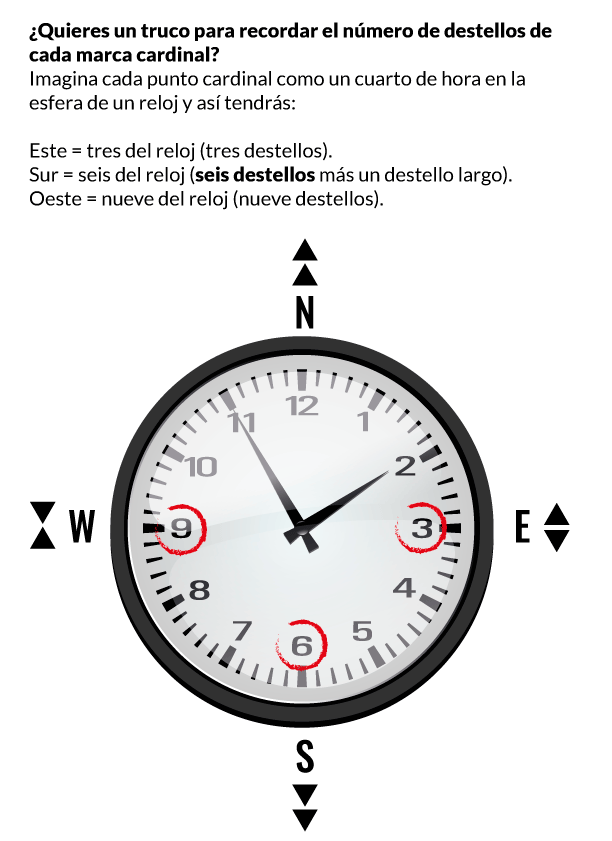 ¿Quieres un truco para recordar el número de destellos de
cada marca cardinal?
Imagina cada punto cardinal como un cuarto de hora en la
esfera de un reloj y así tendrás:
Este = tres del reloj (tres destellos).
Sur = seis del reloj (seis destellos más un destello largo).
Oeste = nueve del reloj (nueve destellos).
N
12
11
1
10
2
W
9
3
E
8
4
7
5
6
S